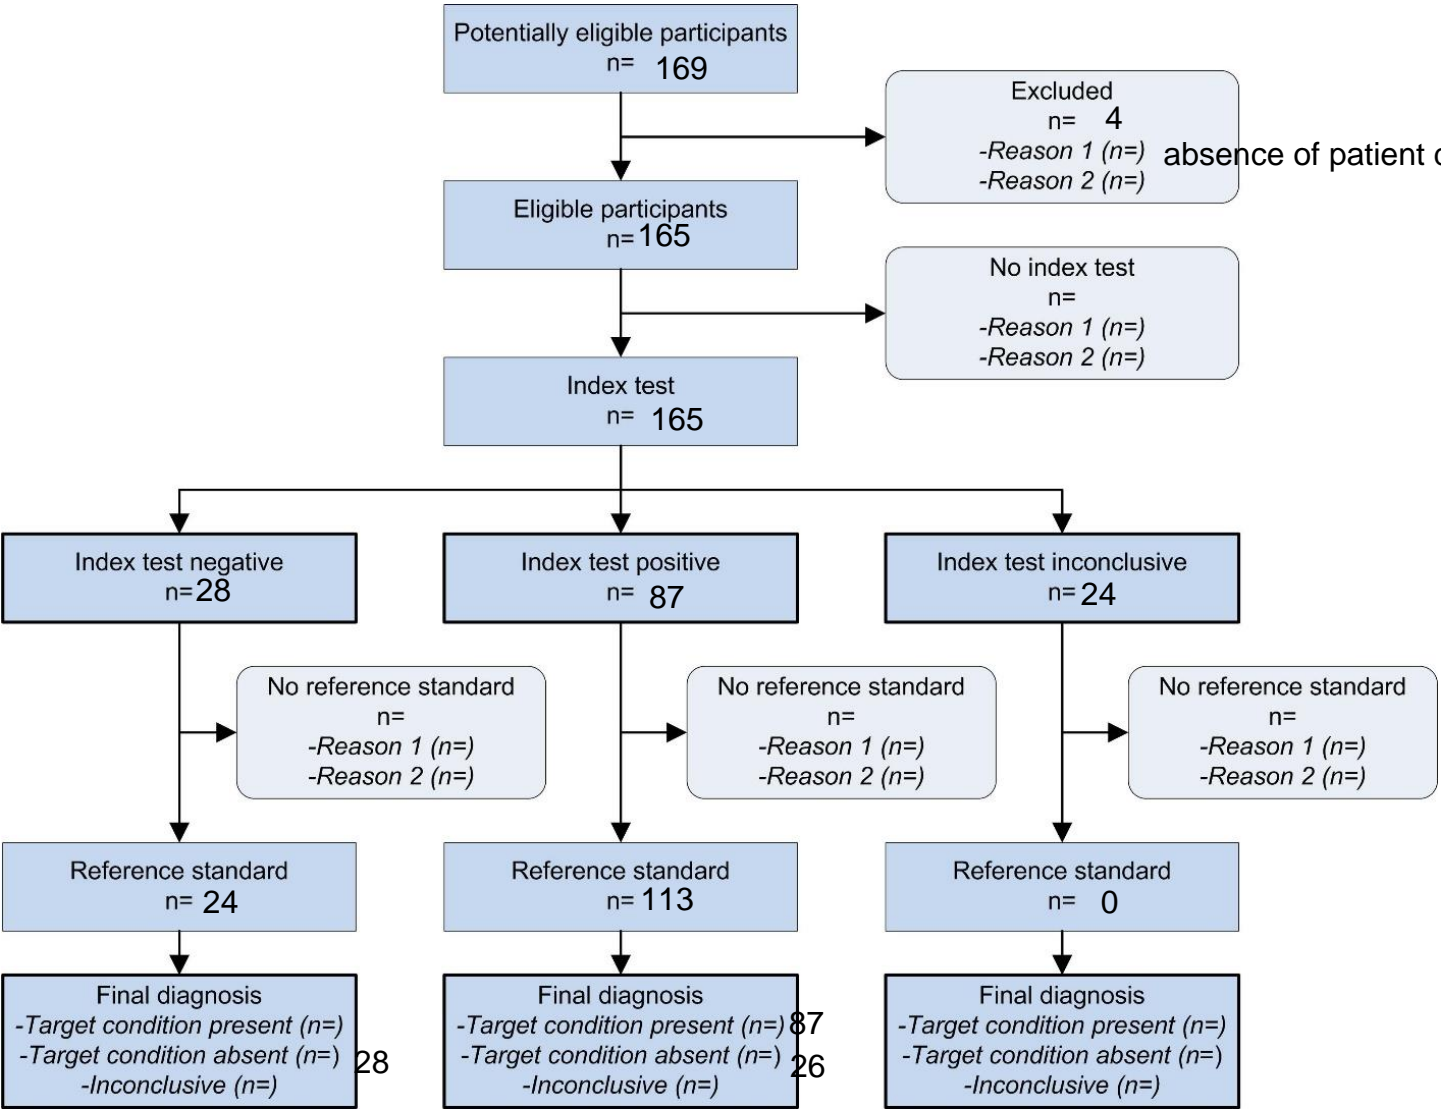 Potentially eligible participants
n= 169
Excluded
n= 4
-Reason 1 (n=) absence of patient
-Reason 2 (n=)
Eligible participants
n=165
No index test
n=
-Reason 1 (n=)
-Reason 2 (n=)
Index test
n= 165
Index test negative
n=28
Index test positive
n= 87
Index test inconclusive
n=24
No reference standard
n=
-Reason 1 (n=)
-Reason 2 (n=)
No reference standard
n=
-Reason 1 (n=)
-Reason 2 (n=)
No reference standard
n=
-Reason 1 (n=)
-Reason 2 (n=)
Reference standard
n= 24
Reference standard
n= 113
Reference standard
n= 0
Final diagnosis
-Target condition present (n=)
-Target condition absent (n=) 28
-Inconclusive (n=)
Final diagnosis
-Target condition present (n=) 87
-Target condition absent (n=) 26
-Inconclusive (n=)
Final diagnosis
-Target condition present (n=)
-Target condition absent (n=)
-Inconclusive (n=)